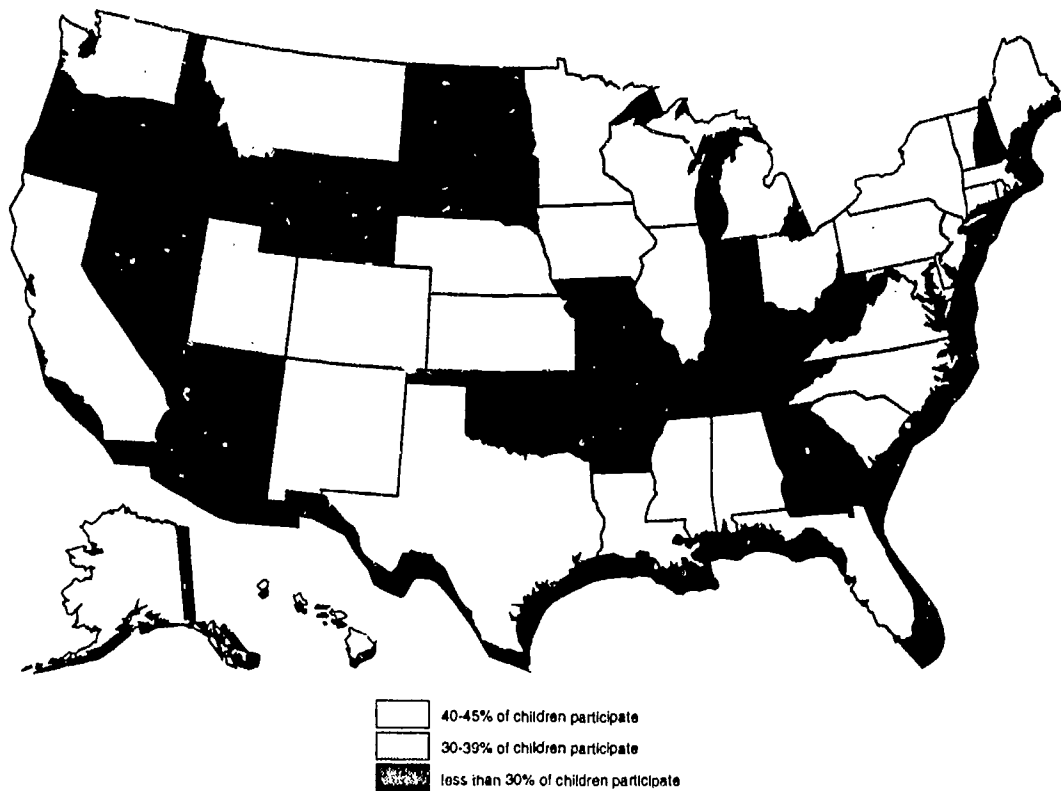 40-45% of children participate
30-39% of children participate
less than 30% of children participate